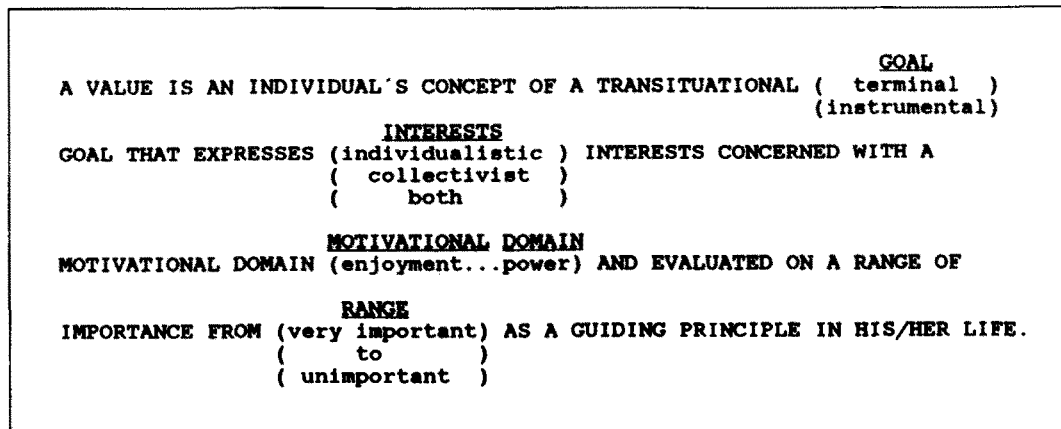 GOAL
A VALUE IS AN INDIVIDUAL'S CONCEPT OF A TRANSITUATIONAL ( terminal )
(instrumental)
INTERESTS
GOAL THAT EXPRESSES (individualistic ) INTERESTS CONCERNED WITH A
( collectivist )
( both )
MOTIVATIONAL DOMAIN
MOTIVATIONAL DOMAIN (enjoyment...power) AND EVALUATED ON A RANGE OF
RANGE
IMPORTANCE FROM (very important) AS A GUIDING PRINCIPLE IN HIS/HER LIFE.
( to )
( unimportant )